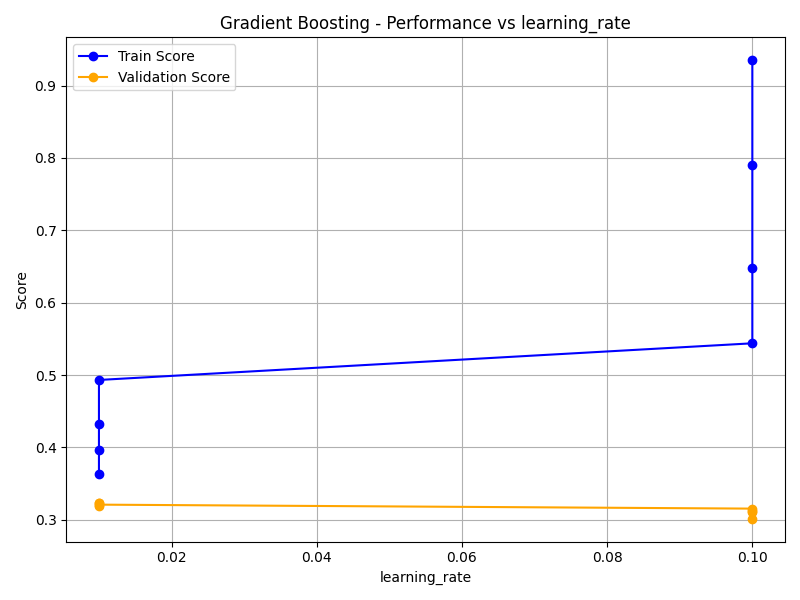 Gradient Boosting - Performance vs learning_rate
Train Score
Validation Score
0.9
0.8
0.7
0.6
0.5
0.4
0.3
Score
0.02
0.04
0.06
0.08
0.10
learning_rate